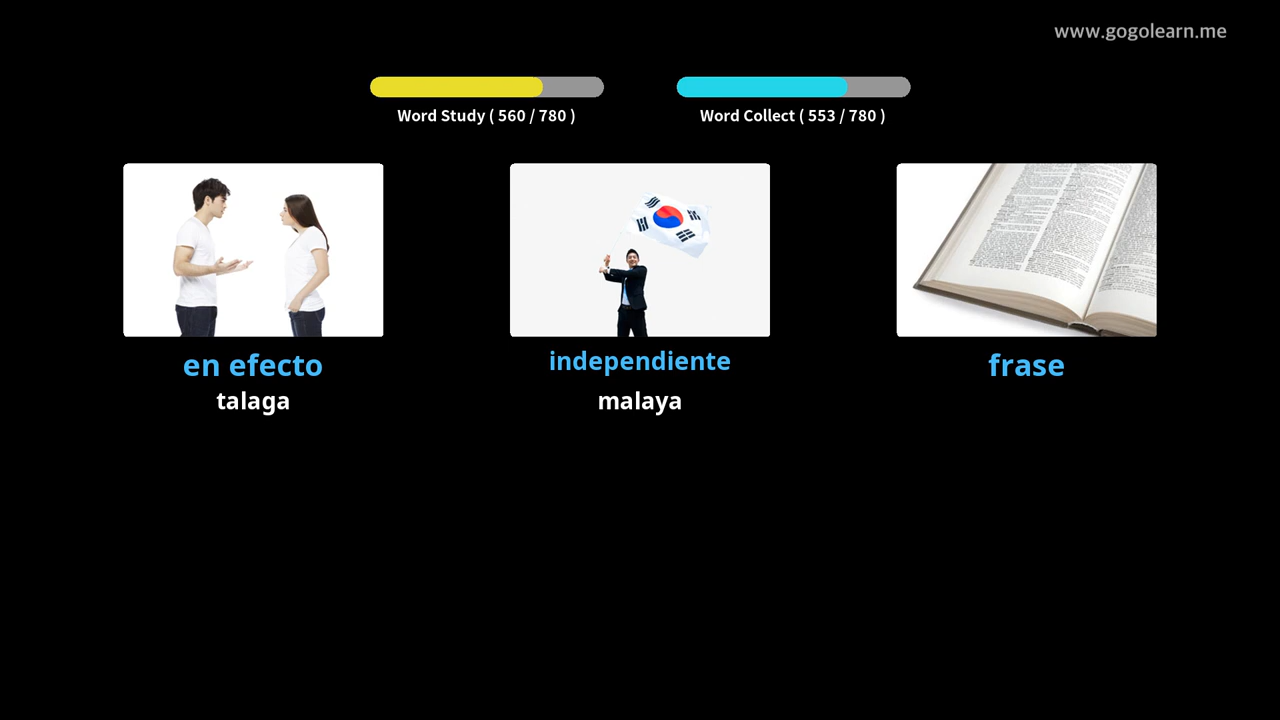 www.gogolearn.me
Word Study ( 560 / 780 )
Word Collect ( 553 / 780 )
en efecto
independiente
frase
talaga
malaya